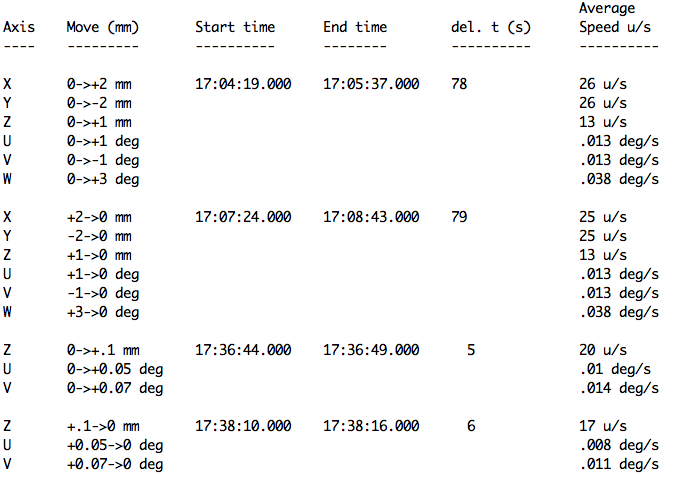 Average
Axis    Move (mm)       Start time      End time        del. t (s)      Speed u/s
----    ---------       ----------      --------        ----------      ----------
X       0->+2 mm        17:04:19.000    17:05:37.000    78              26 u/s
Y       0->-2 mm                                                        26 u/s
Z       0->+1 mm                                                        13 u/s
U       0->+1 deg                                                       .013 deg/s
V       0->-1 deg                                                       .013 deg/s
W       0->+3 deg                                                       .038 deg/s
X       +2->0 mm        17:07:24.000    17:08:43.000    79              25 u/s
Y       -2->0 mm                                                        25 u/s
Z       +1->0 mm                                                        13 u/s
U       +1->0 deg                                                       .013 deg/s
V       -1->0 deg                                                       .013 deg/s
W       +3->0 deg                                                       .038 deg/s
Z       0->+.1 mm       17:36:44.000    17:36:49.000      5             20 u/s
U       0->+0.05 deg                                                    .01 deg/s
V       0->+0.07 deg                                                    .014 deg/s
Z       +.1->0 mm       17:38:10.000    17:38:16.000      6             17 u/s
U       +0.05->0 deg                                                    .008 deg/s
V       +0.07->0 deg                                                    .011 deg/s